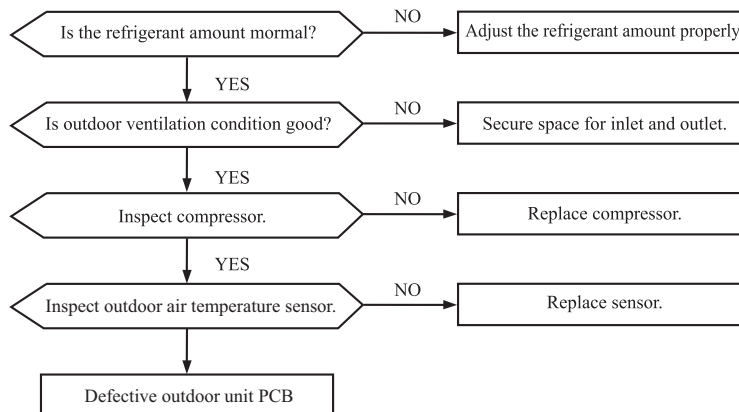 Is the refrigerant amount mormal?
NO
Adjust the refrigerant amount properly
YES
Is outdoor ventilation condition good?
NO
Secure space for inlet and outlet.
YES
Inspect compressor.
NO
Replace compressor.
YES
Inspect outdoor air temperature sensor.
NO
Replace sensor.
Defective outdoor unit PCB